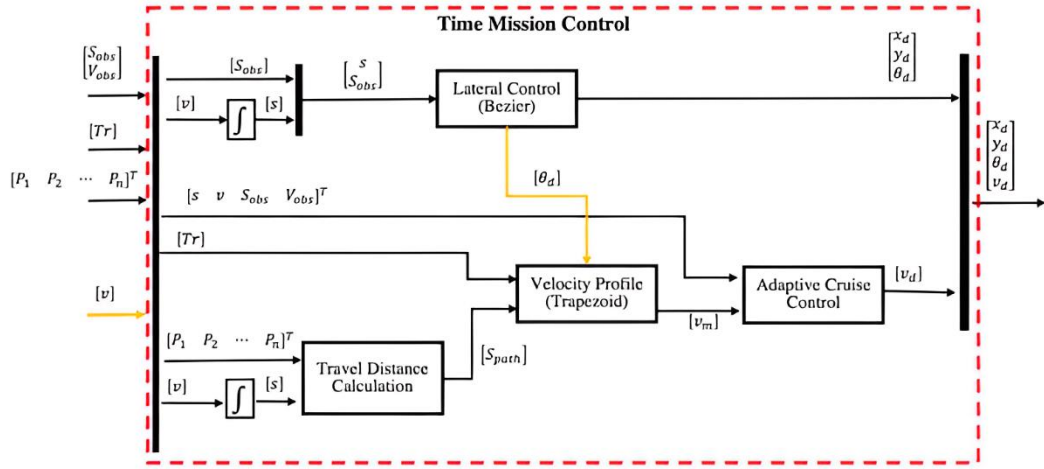 Time Mission Control
[S_obs
V_obs]
[S_obs]
[v]
∫
[s]
[s
S_obs]
Lateral Control
(Bezier)
[x_d
y_d
θ_d]
[Tr]
[P_1 P_2 ⋯ P_n]^T
[s v S_obs V_obs]^T
[θ_d]
[x_d
y_d
θ_d
v_d]
[Tr]
[v]
Velocity Profile
(Trapezoid)
[v_m]
Adaptive Cruise
Control
[v_d]
[P_1 P_2 ⋯ P_n]^T
[v]
∫
[s]
Travel Distance
Calculation
[S_path]